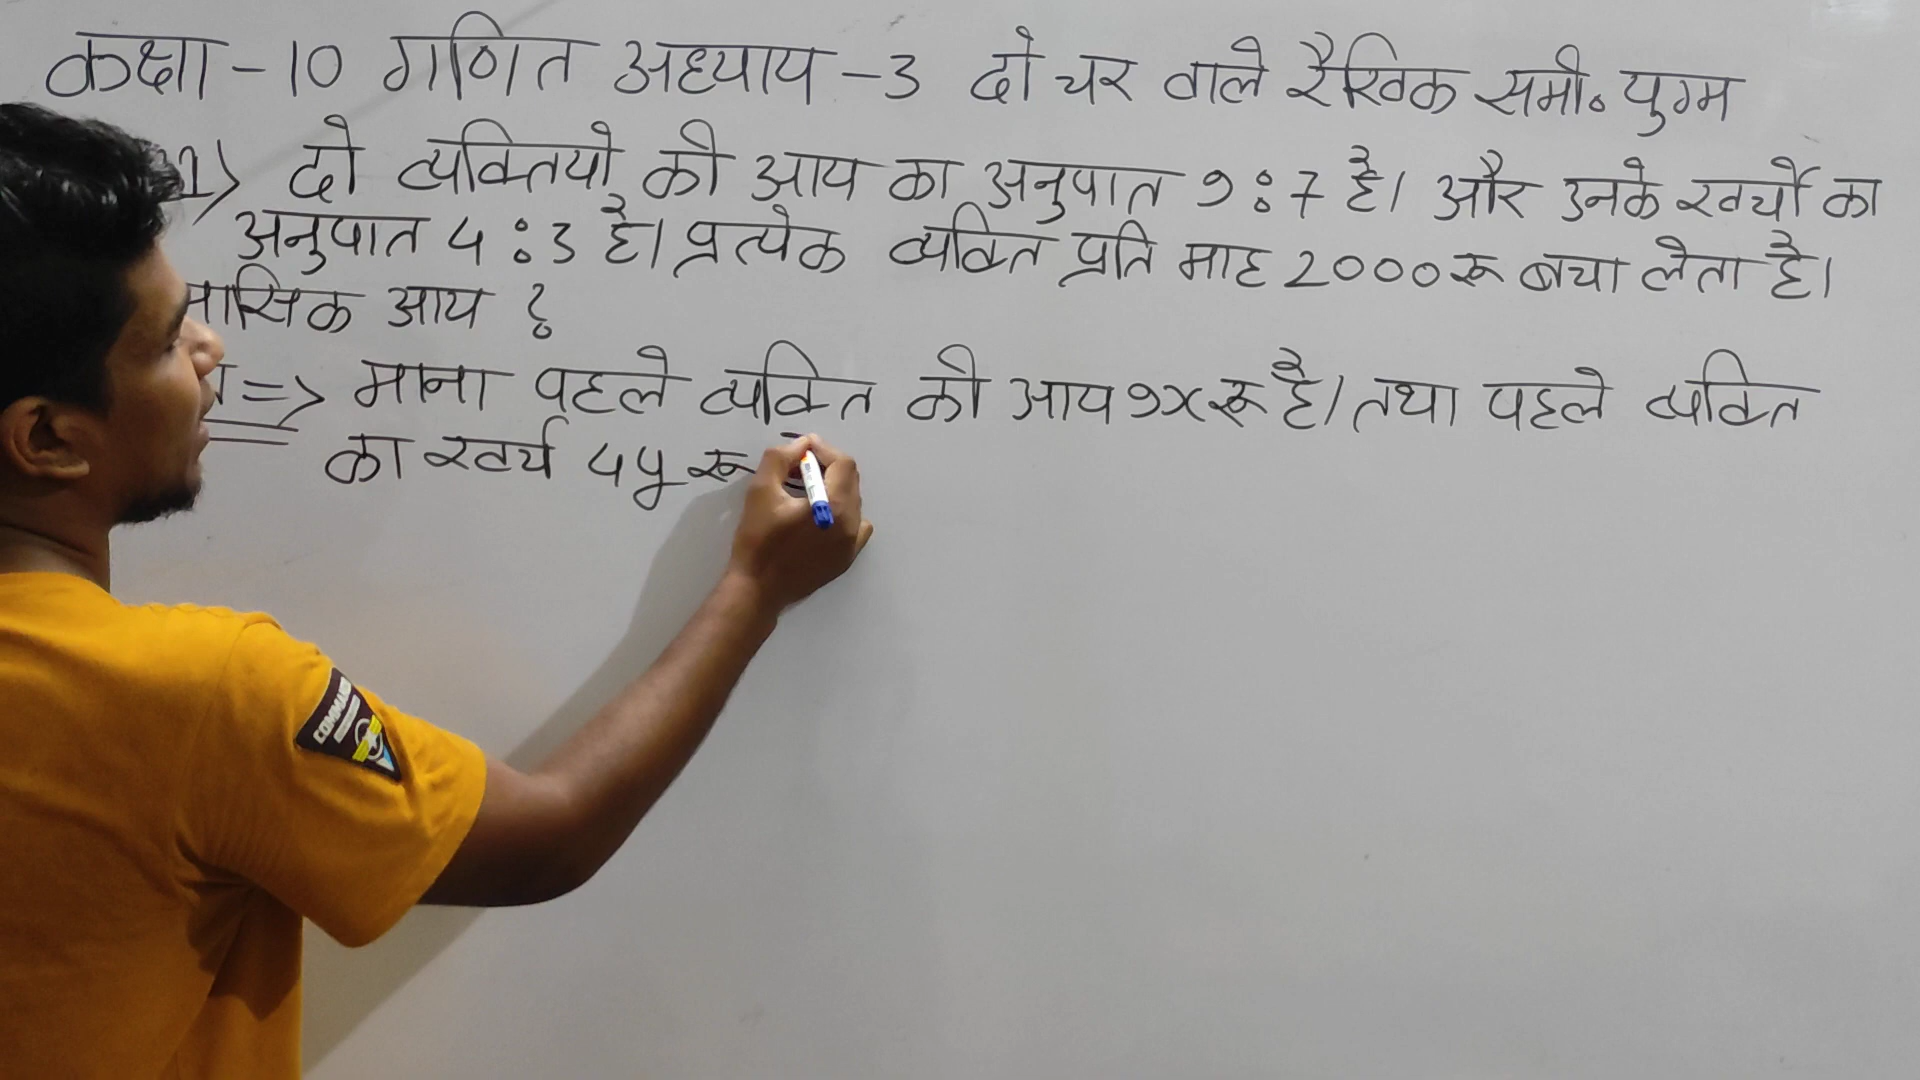 कक्षा - 10 गणित अध्याय - 3 दो चर वाले रैखिक समी० युग्म
दो व्यक्तियों की आय का अनुपात 9 : 7 है। और उनके खर्चों का
अनुपात 4 : 3 है। प्रत्येक व्यक्ति प्रति माह 2000 रू बचा लेता है।
मासिक आय ?
=> माना पहले व्यक्ति की आय 9x रू है। तथा पहले व्यक्ति
का खर्च 4y रू